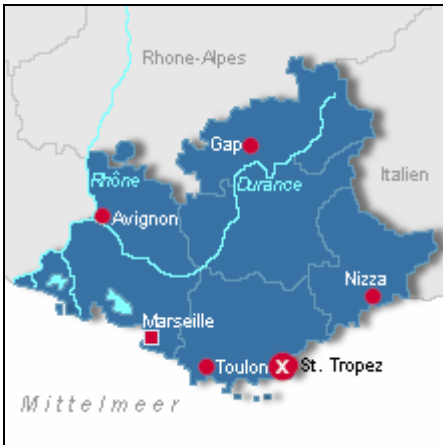 Rhone-Alpes
Gap
Italien
Rhône
Durance
Avignon
Nizza
Marseille
Toulon
X
St. Tropez
Mittelmeer